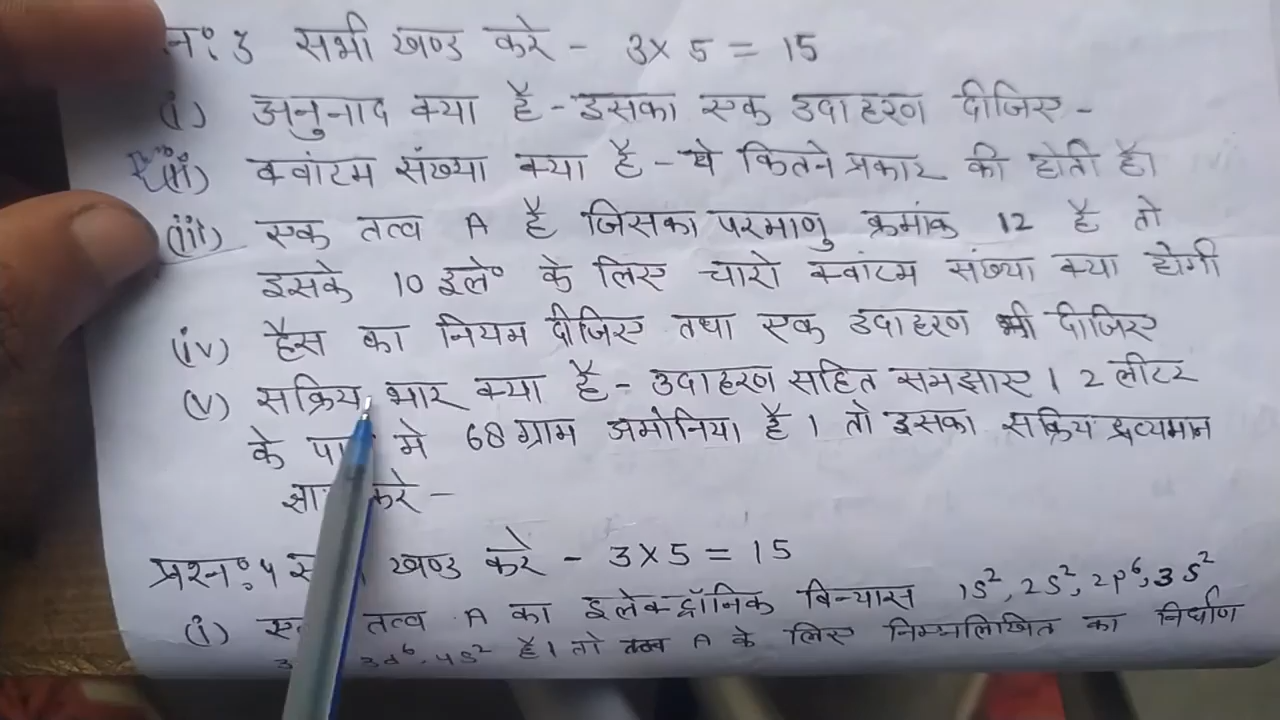 न॰ 3 सभी खण्ड करे - 3×5 = 15
(i) अनुनाद क्या है - इसका एक उदाहरण दीजिए -
(ii) क्वांटम संख्या क्या है - ये कितने प्रकार की होती है।
(iii) एक तत्व A है जिसका परमाणु क्रमांक 12 है तो
इसके 10 इले॰ के लिए चारो क्वांटम संख्या क्या होगी
(iv) हैस का नियम दीजिए तथा एक उदाहरण भी दीजिए
(v) सक्रिय भार क्या है - उदाहरण सहित समझाए। 2 लीटर
के मे 68 ग्राम अमोनिया है। तो इसका सक्रिय द्रव्यमान
करे -
प्रश्न॰ 4 खण्ड करे - 3×5 = 15
(i) तत्व A का इलेक्ट्रॉनिक बिन्यास 1s², 2s², 2p⁶, 3s²
3d⁶, 4s² है। तो तत्व A के लिए निम्नलिखित का निर्धाण